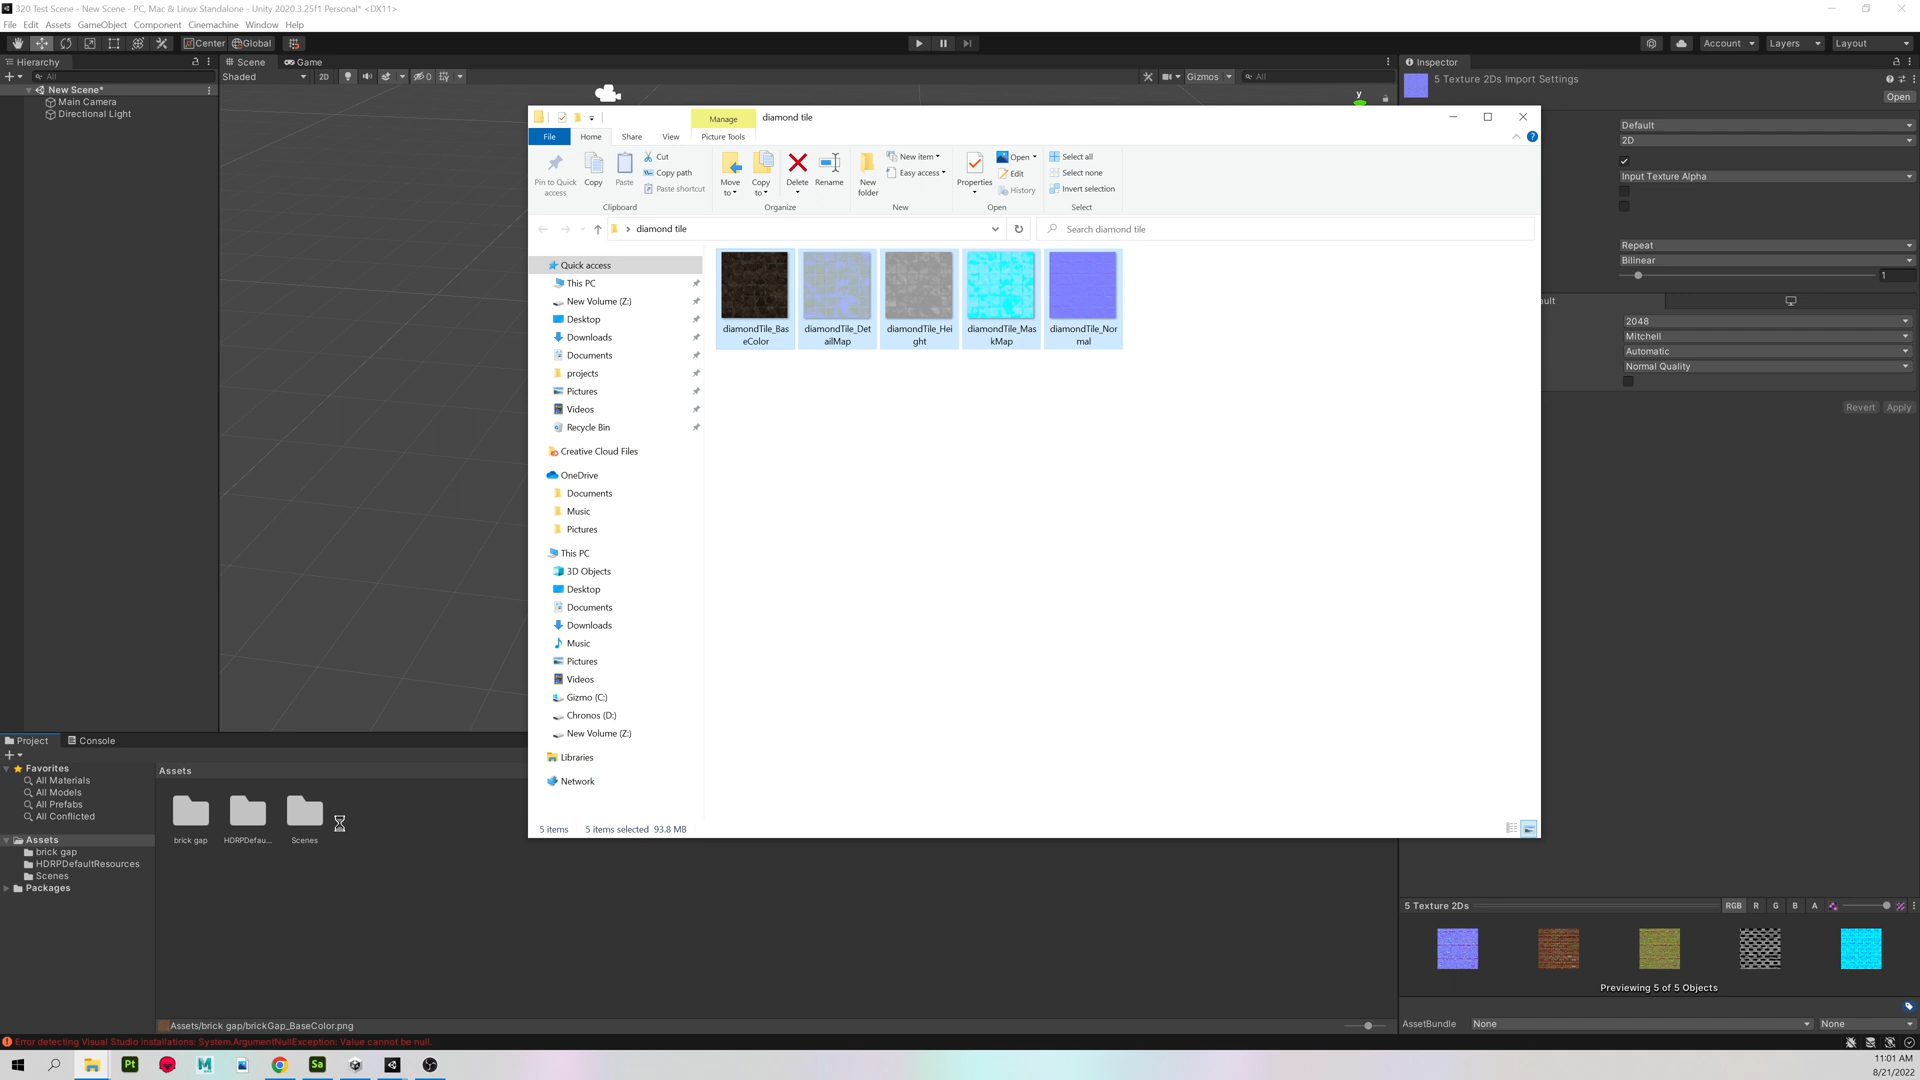 320 Test Scene - New Scene - PC, Mac & Linux Standalone - Unity 2020.3.25f1 Personal* <DX11>
File Edit Assets GameObject Component Cinemachine Window Help
Center Global
Account Layers Layout
Hierarchy
All
New Scene*
Main Camera
Directional Light
Scene Game
Shaded 2D 0 Gizmos All
y
Inspector
5 Texture 2Ds Import Settings
Open
Default
2D
Input Texture Alpha
Repeat
Bilinear
1
ault
2048
Mitchell
Automatic
Normal Quality
Revert Apply
Manage diamond tile
File Home Share View Picture Tools
Pin to Quick access
Copy
Paste
Cut
Copy path
Paste shortcut
Clipboard
Move to
Copy to
Delete
Rename
Organize
New folder
New item
Easy access
New
Properties
Open
Edit
History
Open
Select all
Select none
Invert selection
Select
diamond tile
Search diamond tile
Quick access
This PC
New Volume (Z:)
Desktop
Downloads
Documents
projects
Pictures
Videos
Recycle Bin
Creative Cloud Files
OneDrive
Documents
Music
Pictures
This PC
3D Objects
Desktop
Documents
Downloads
Music
Pictures
Videos
Gizmo (C:)
Chronos (D:)
New Volume (Z:)
Libraries
Network
diamondTile_BaseColor
diamondTile_DetailMap
diamondTile_Height
diamondTile_MaskMap
diamondTile_Normal
5 items 5 items selected 93.8 MB
Project Console
Favorites
All Materials
All Models
All Prefabs
All Conflicted
Assets
brick gap
HDRPDefaultResources
Scenes
Packages
Assets
brick gap HDRPDefau... Scenes
Assets/brick gap/brickGap_BaseColor.png
5 Texture 2Ds RGB R G B A
Previewing 5 of 5 Objects
AssetBundle None None
Error detecting Visual Studio installations: System.ArgumentNullException: Value cannot be null.
Pt Sa
11:01 AM
8/21/2022